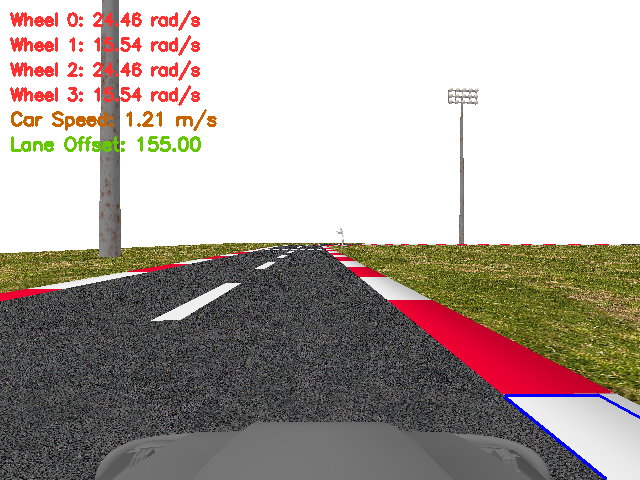 Wheel 0: 24.46 rad/s
Wheel 1: 15.54 rad/s
Wheel 2: 24.46 rad/s
Wheel 3: 15.54 rad/s
Car Speed: 1.21 m/s
Lane Offset: 155.00